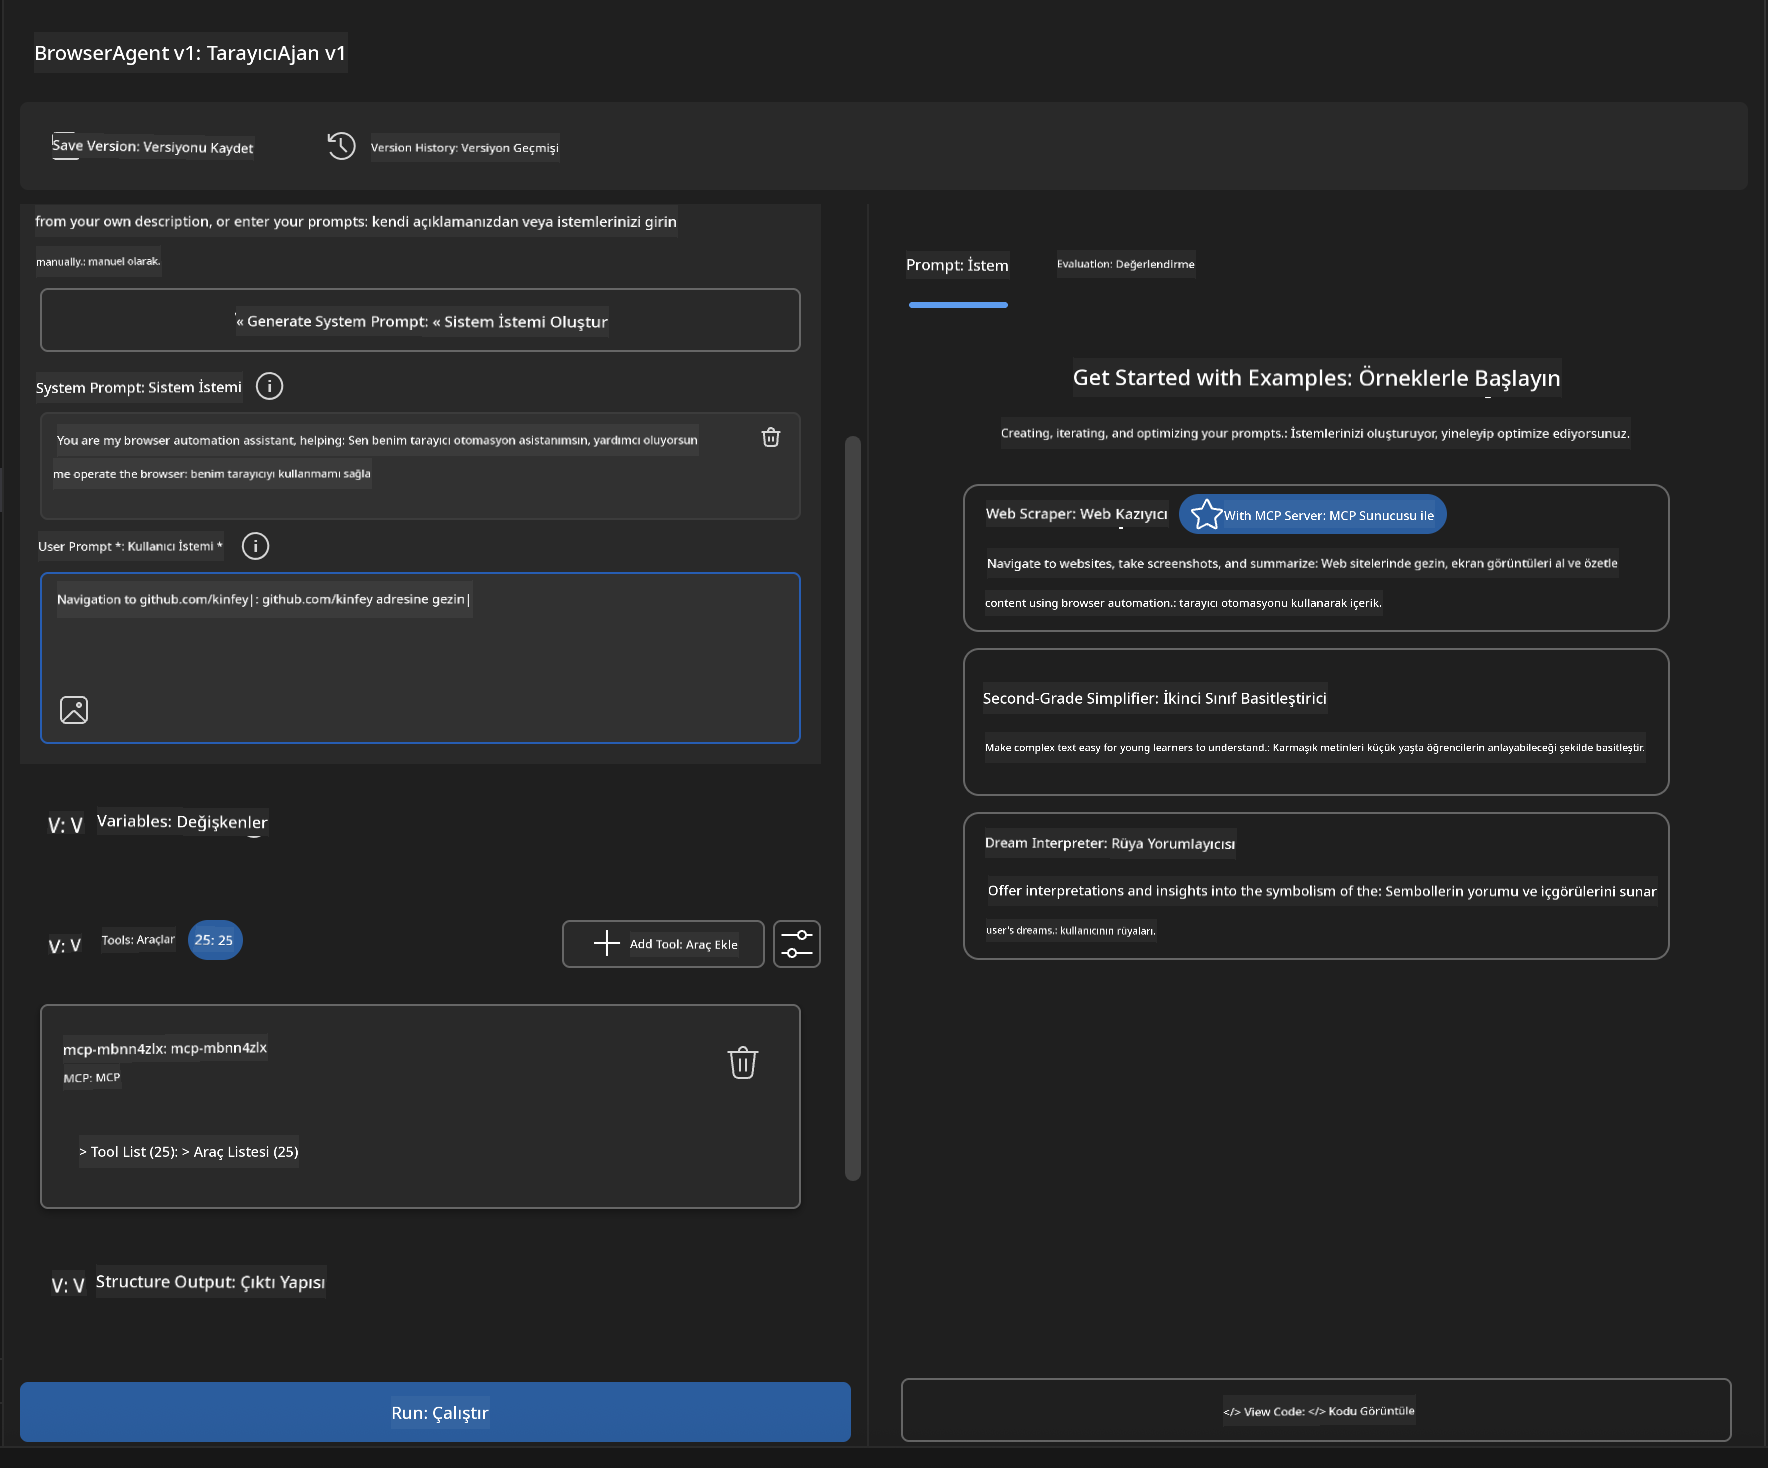 BrowserAgent v1: TarayıcıAjan v1
Save Version: Versiyonu Kaydet
Version History: Versiyon Geçmişi
from your own description, or enter your prompts: kendi açıklamanızdan veya istemlerinizi girin
manually.: manuel olarak.
« Generate System Prompt: « Sistem İstemi Oluştur
System Prompt: Sistem İstemi
You are my browser automation assistant, helping: Sen benim tarayıcı otomasyon asistanımsın, yardımcı oluyorsun
me operate the browser: benim tarayıcıyı kullanmamı sağla
User Prompt *: Kullanıcı İstemi *
Navigation to github.com/kinfey|: github.com/kinfey adresine gezin|
V: V Variables: Değişkenler
V: V Tools: Araçlar 25: 25
Add Tool: Araç Ekle
mcp-mbnn4zlx: mcp-mbnn4zlx
MCP: MCP
> Tool List (25): > Araç Listesi (25)
V: V Structure Output: Çıktı Yapısı
Run: Çalıştır
Prompt: İstem
Evaluation: Değerlendirme
Get Started with Examples: Örneklerle Başlayın
Creating, iterating, and optimizing your prompts.: İstemlerinizi oluşturuyor, yineleyip optimize ediyorsunuz.
Web Scraper: Web Kazıyıcı
With MCP Server: MCP Sunucusu ile
Navigate to websites, take screenshots, and summarize: Web sitelerinde gezin, ekran görüntüleri al ve özetle
content using browser automation.: tarayıcı otomasyonu kullanarak içerik.
Second-Grade Simplifier: İkinci Sınıf Basitleştirici
Make complex text easy for young learners to understand.: Karmaşık metinleri küçük yaşta öğrencilerin anlayabileceği şekilde basitleştir.
Dream Interpreter: Rüya Yorumlayıcısı
Offer interpretations and insights into the symbolism of the: Sembollerin yorumu ve içgörülerini sunar
user's dreams.: kullanıcının rüyaları.
</> View Code: </> Kodu Görüntüle